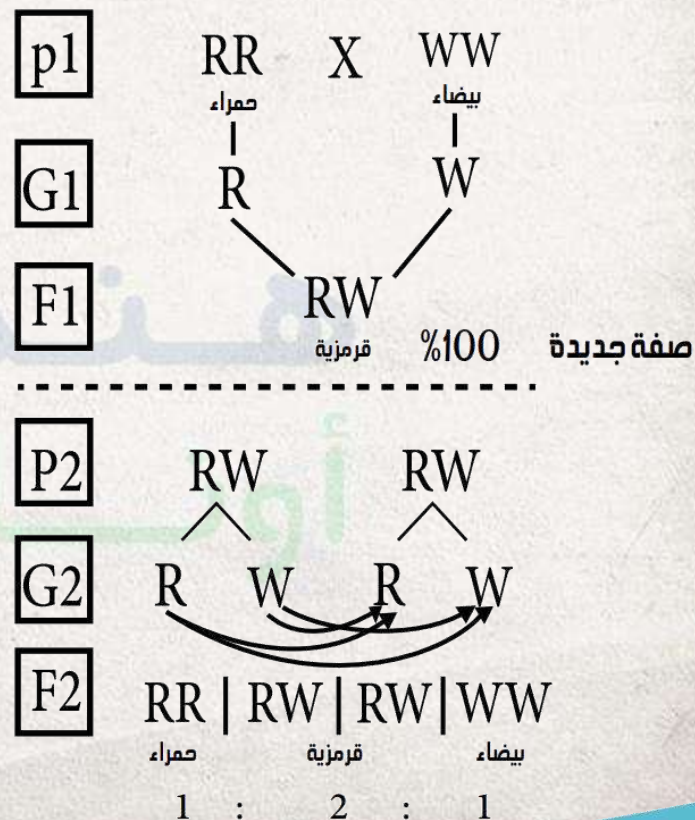 p1 RR X WW
حمراء بيضاء
G1 R W
F1 RW
قرمزية %100 صفة جديدة
P2 RW RW
G2 R W R W
F2 RR | RW | RW | WW
حمراء قرمزية بيضاء
1 : 2 : 1